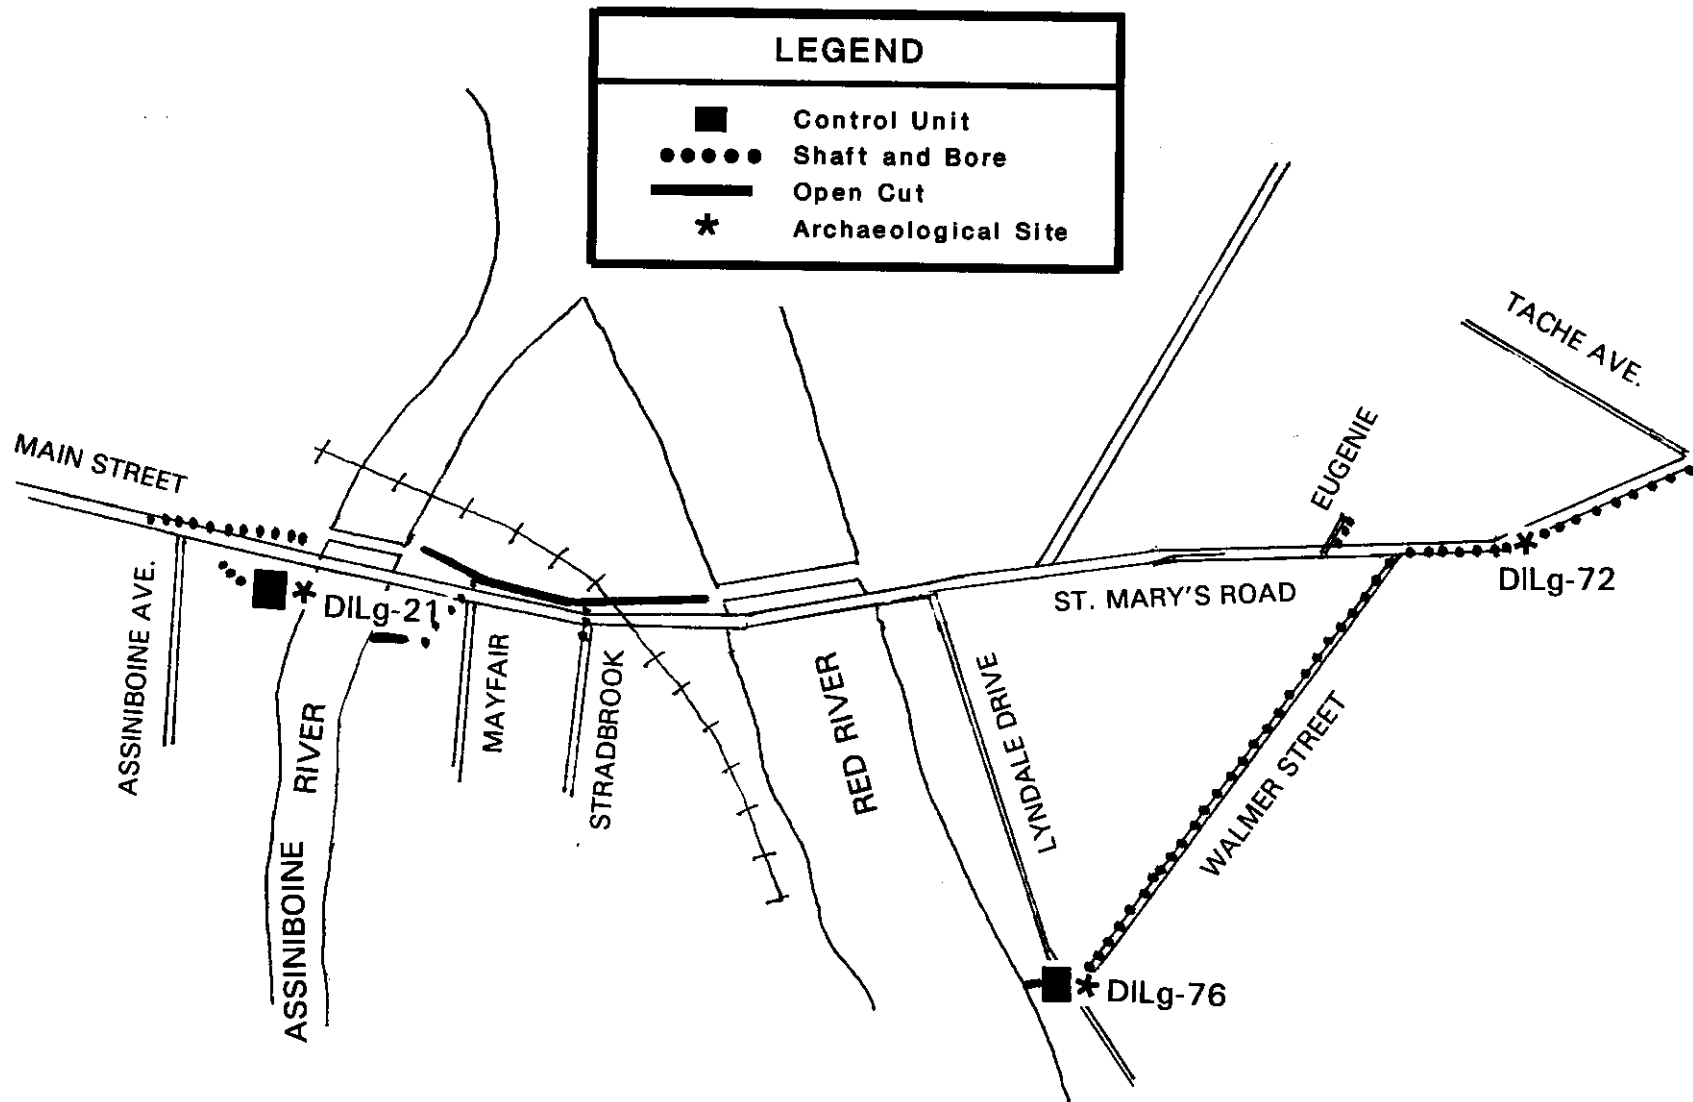 LEGEND
Control Unit
Shaft and Bore
Open Cut
Archaeological Site
TACHE AVE.
MAIN STREET
EUGENIE
ASSINIBOINE AVE.
DlLg-21
MAYFAIR
STRADBROOK
ASSINIBOINE RIVER
RED RIVER
LYNDALE DRIVE
ST. MARY'S ROAD
DlLg-72
WALMER STREET
DlLg-76